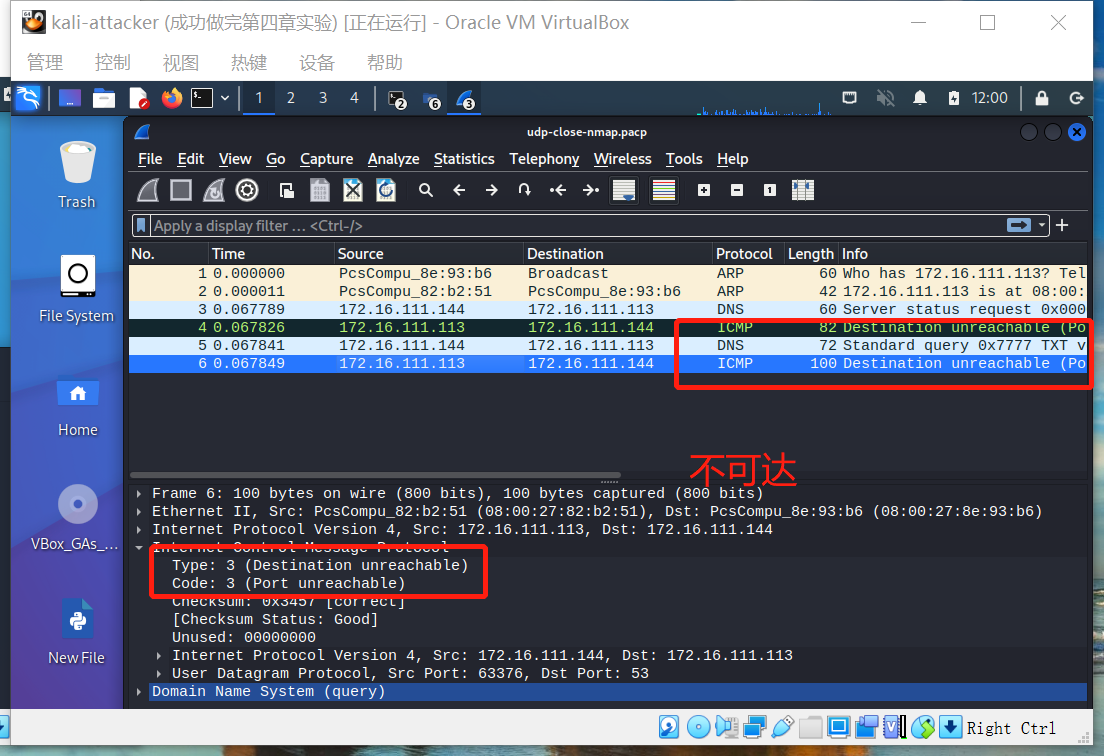 kali-attacker (成功做完第四章实验) [正在运行] - Oracle VM VirtualBox
管理 控制 视图 热键 设备 帮助
1 2 3 4 2 6 3 12:00
udp-close-nmap.pacp
File Edit View Go Capture Analyze Statistics Telephony Wireless Tools Help
Apply a display filter … <Ctrl-/>
No. Time Source Destination Protocol Length Info
1 0.000000 PcsCompu_8e:93:b6 Broadcast ARP 60 Who has 172.16.111.113? Tel
2 0.000011 PcsCompu_82:b2:51 PcsCompu_8e:93:b6 ARP 42 172.16.111.113 is at 08:00:
3 0.067789 172.16.111.144 172.16.111.113 DNS 60 Server status request 0x000
4 0.067826 172.16.111.113 172.16.111.144 ICMP 82 Destination unreachable (Po
5 0.067841 172.16.111.144 172.16.111.113 DNS 72 Standard query 0x7777 TXT v
6 0.067849 172.16.111.113 172.16.111.144 ICMP 100 Destination unreachable (Po
不可达
Frame 6: 100 bytes on wire (800 bits), 100 bytes captured (800 bits)
Ethernet II, Src: PcsCompu_82:b2:51 (08:00:27:82:b2:51), Dst: PcsCompu_8e:93:b6 (08:00:27:8e:93:b6)
Internet Protocol Version 4, Src: 172.16.111.113, Dst: 172.16.111.144
Internet Control Message Protocol
Type: 3 (Destination unreachable)
Code: 3 (Port unreachable)
Checksum: 0x3457 [correct]
[Checksum Status: Good]
Unused: 00000000
Internet Protocol Version 4, Src: 172.16.111.144, Dst: 172.16.111.113
User Datagram Protocol, Src Port: 63376, Dst Port: 53
Domain Name System (query)
Trash
File System
Home
VBox_GAs_...
New File
Right Ctrl